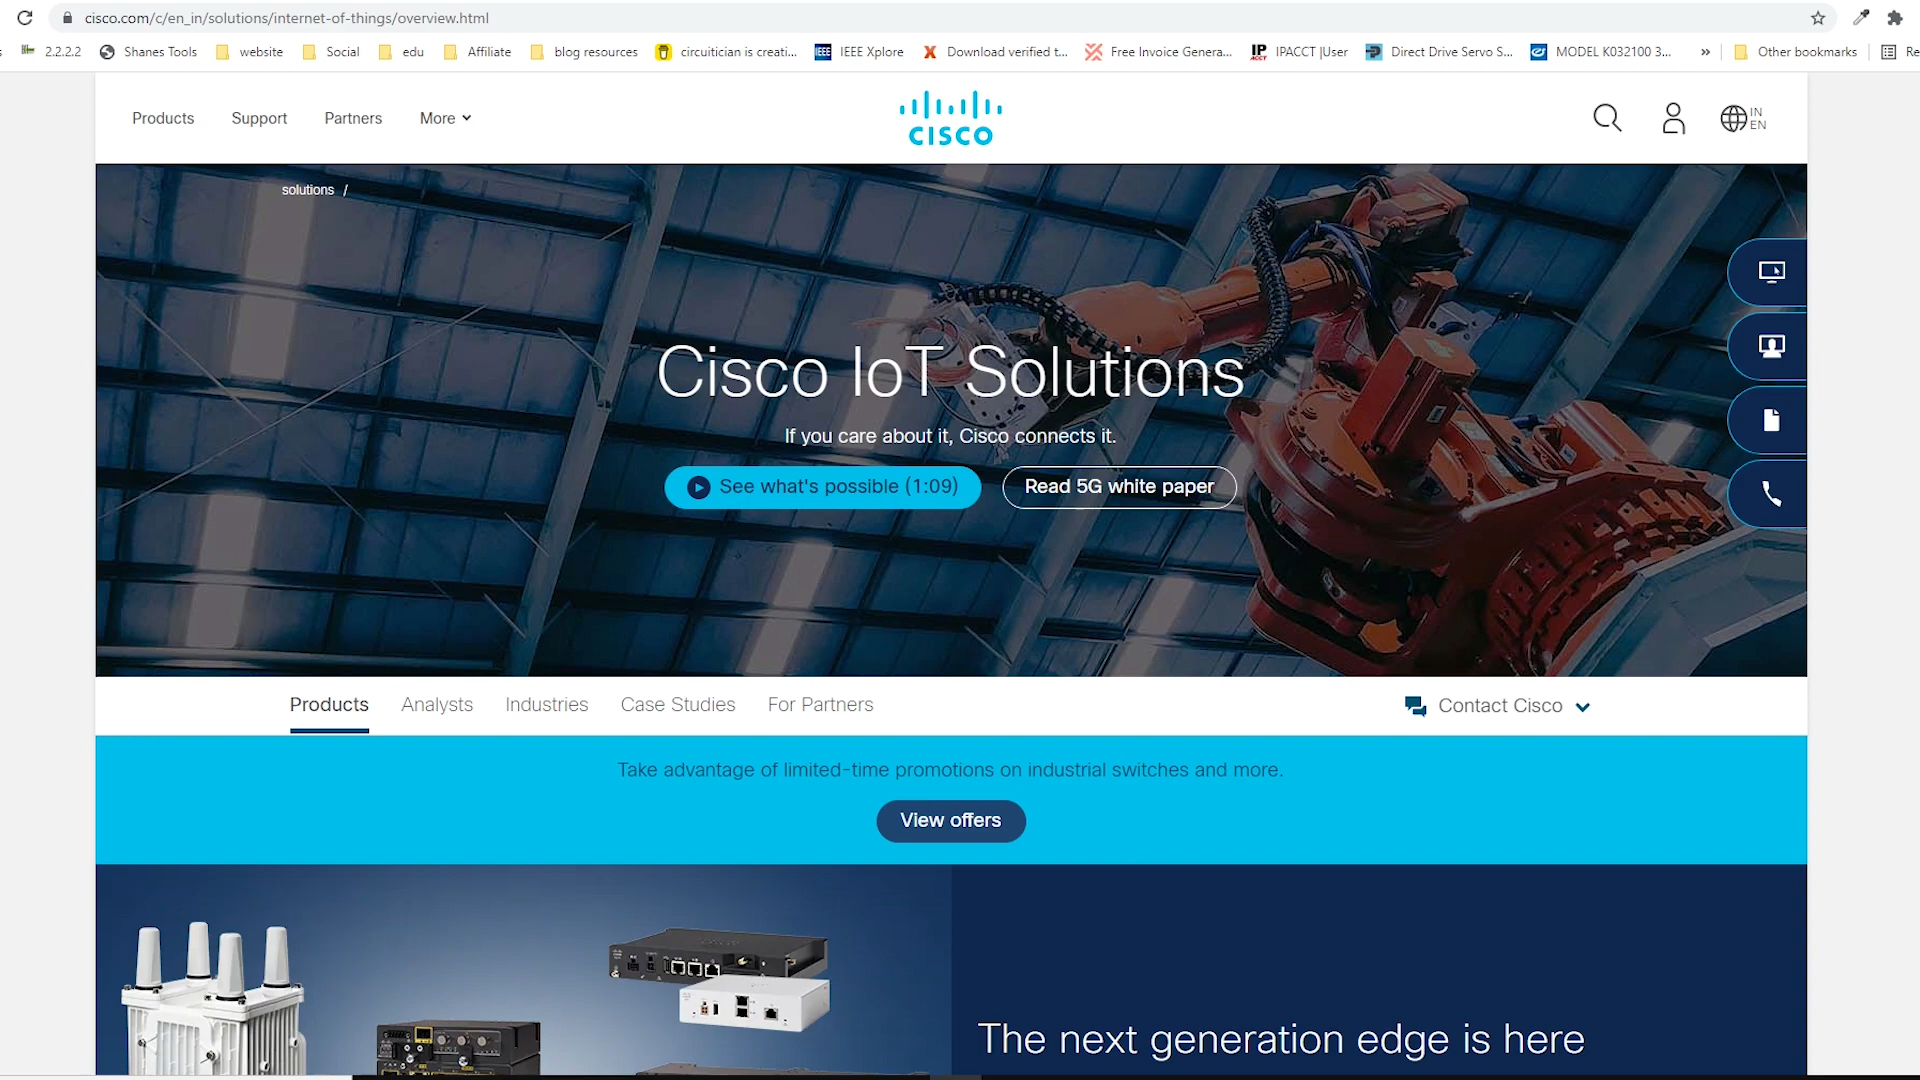 cisco.com/c/en_in/solutions/internet-of-things/overview.html
2.2.2.2 Shanes Tools website Social edu Affiliate blog resources circuitician is creati... IEEE IEEE Xplore Download verified t... Free Invoice Genera... IPACCT |User Direct Drive Servo S... MODEL K032100 3... » Other bookmarks Re
Products Support Partners More
CISCO
IN
EN
solutions /
Cisco IoT Solutions
If you care about it, Cisco connects it.
See what's possible (1:09) Read 5G white paper
Products Analysts Industries Case Studies For Partners Contact Cisco
Take advantage of limited-time promotions on industrial switches and more.
View offers
The next generation edge is here